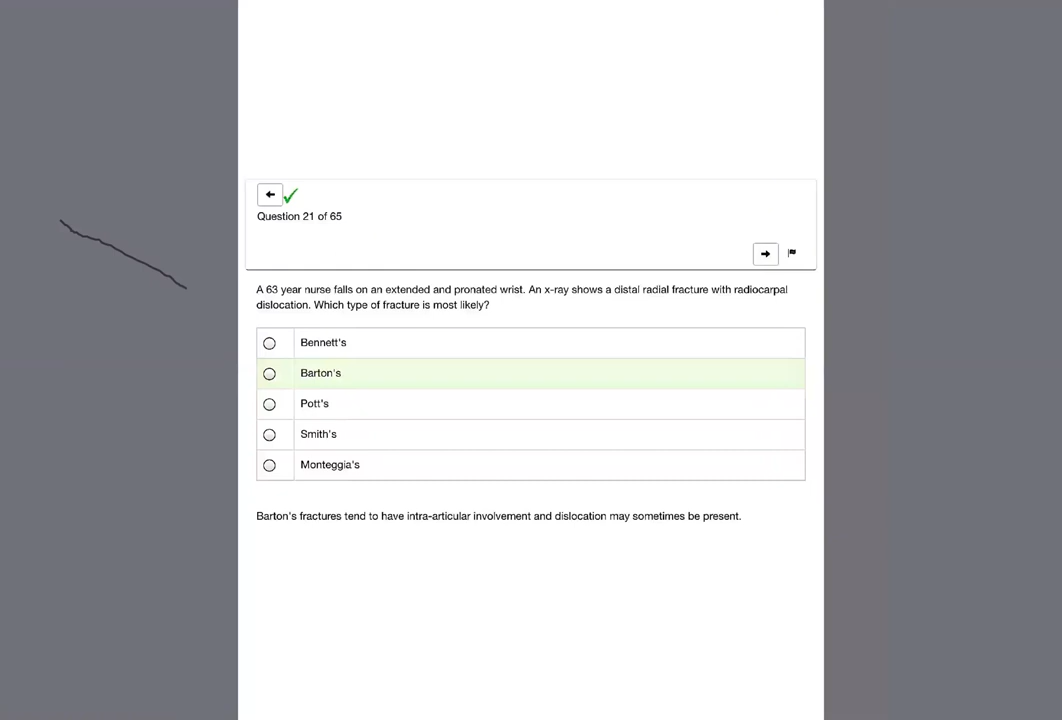 Question 21 of 65
A 63 year nurse falls on an extended and pronated wrist. An x-ray shows a distal radial fracture with radiocarpal
dislocation. Which type of fracture is most likely?
Bennett's
Barton's
Pott's
Smith's
Monteggia's
Barton's fractures tend to have intra-articular involvement and dislocation may sometimes be present.